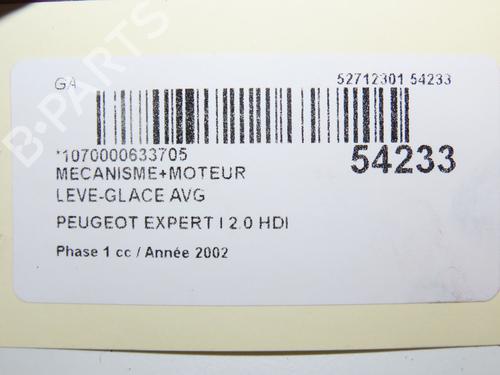 GA 52712301 54233
*1070000633705 54233
MECANISME+MOTEUR
LEVE-GLACE AVG
PEUGEOT EXPERT I 2.0 HDI
Phase 1 cc / Année 2002
B-PARTS